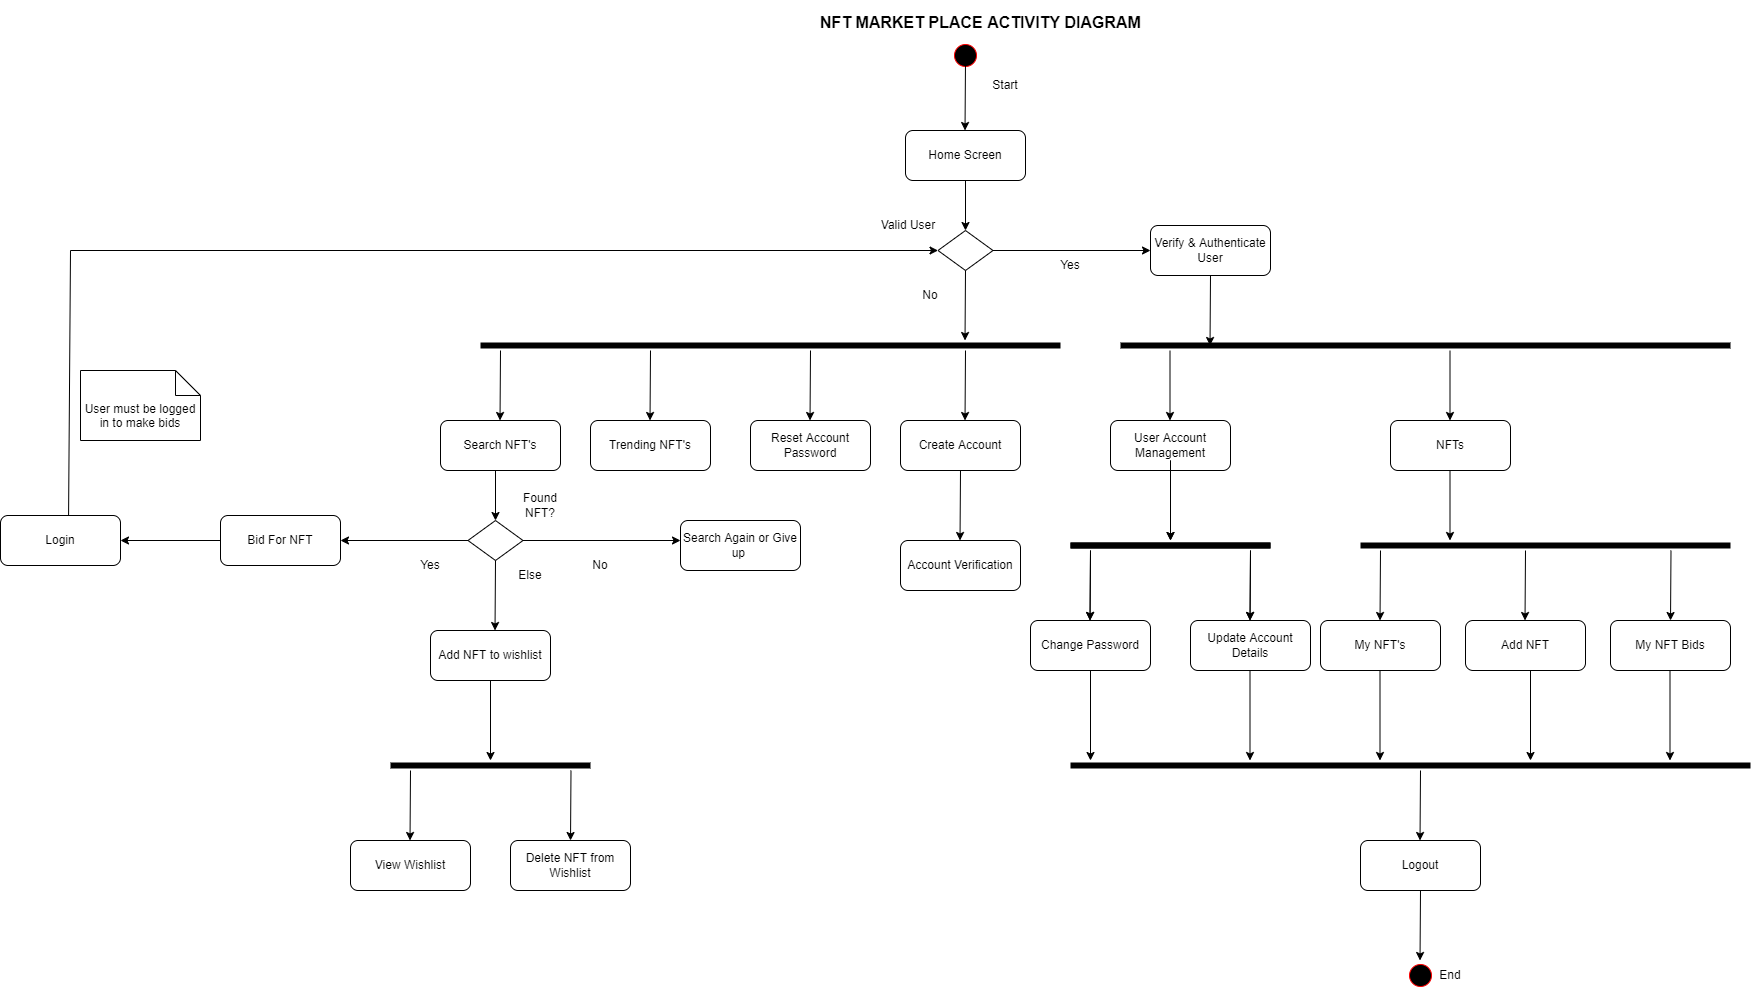 NFT MARKET PLACE ACTIVITY DIAGRAM
Start
Home Screen
Valid User
Verify & Authenticate
User
Yes
No
User must be logged
in to make bids
Search NFT's
Trending NFT's
Reset Account
Password
Create Account
User Account
Management
NFTs
Found
NFT?
Login
Bid For NFT
Search Again or Give
up
Yes
Else
No
Account Verification
Add NFT to wishlist
Change Password
Update Account
Details
My NFT's
Add NFT
My NFT Bids
View Wishlist
Delete NFT from
Wishlist
Logout
End